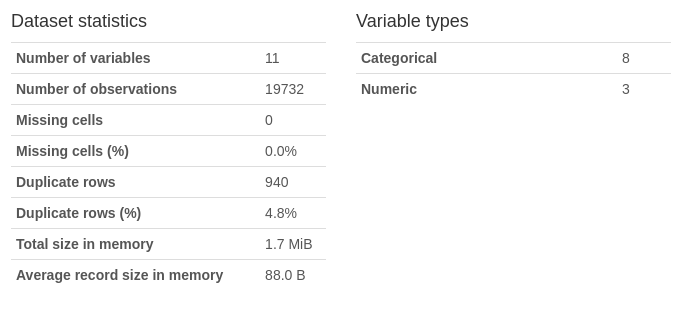 Dataset statistics
Number of variables 11
Number of observations 19732
Missing cells 0
Missing cells (%) 0.0%
Duplicate rows 940
Duplicate rows (%) 4.8%
Total size in memory 1.7 MiB
Average record size in memory 88.0 B
Variable types
Categorical 8
Numeric 3